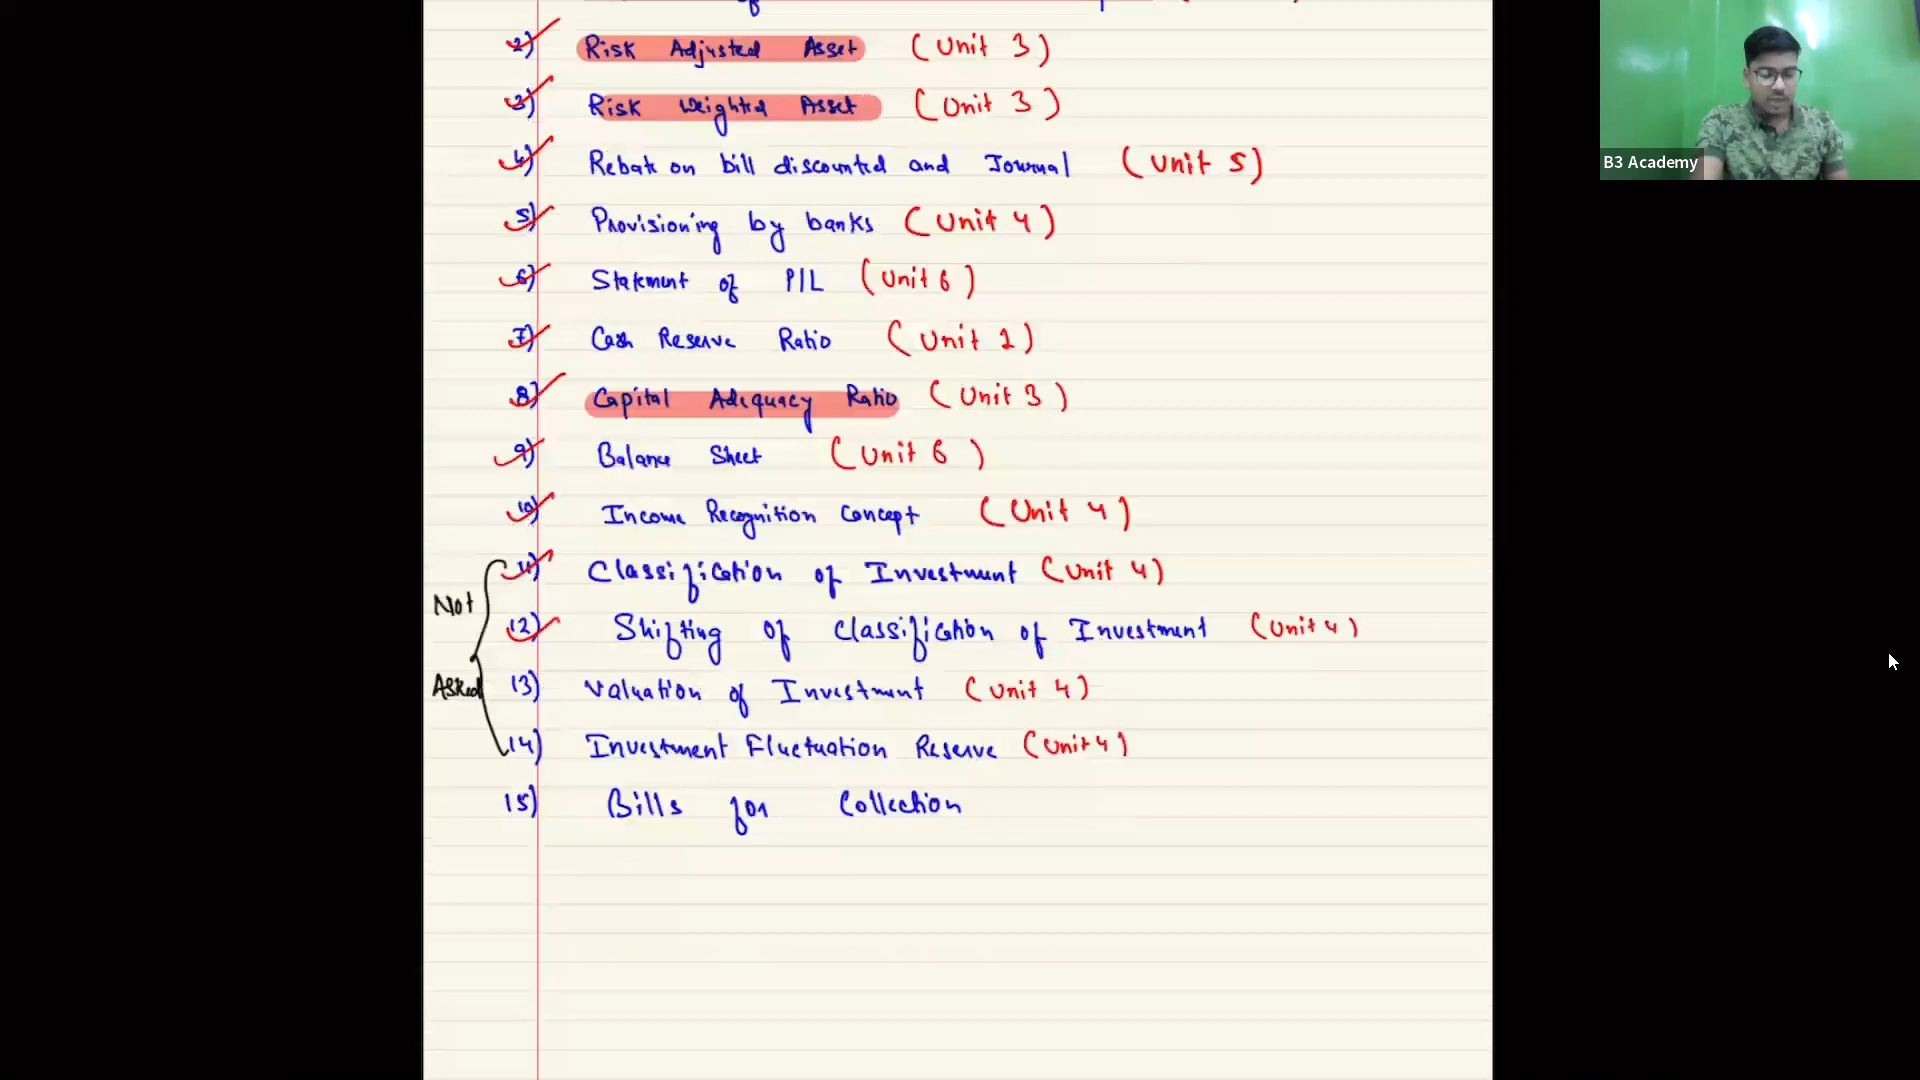 2) Risk Adjusted Asset (Unit 3)
3) Risk Weighted Asset (Unit 3)
4) Rebate on bill discounted and Journal (Unit 5)
5) Provisioning by banks (Unit 4)
6) Statement of P/L (Unit 6)
7) Cash Reserve Ratio (Unit 2)
8) Capital Adequacy Ratio (Unit 3)
9) Balance Sheet (Unit 6)
10) Income Recognition Concept (Unit 4)
11) Classification of Investment (Unit 4)
Not
12) Shifting of Classification of Investment (Unit 4)
Asked
13) Valuation of Investment (Unit 4)
14) Investment Fluctuation Reserve (Unit 4)
15) Bills for Collection
B3 Academy